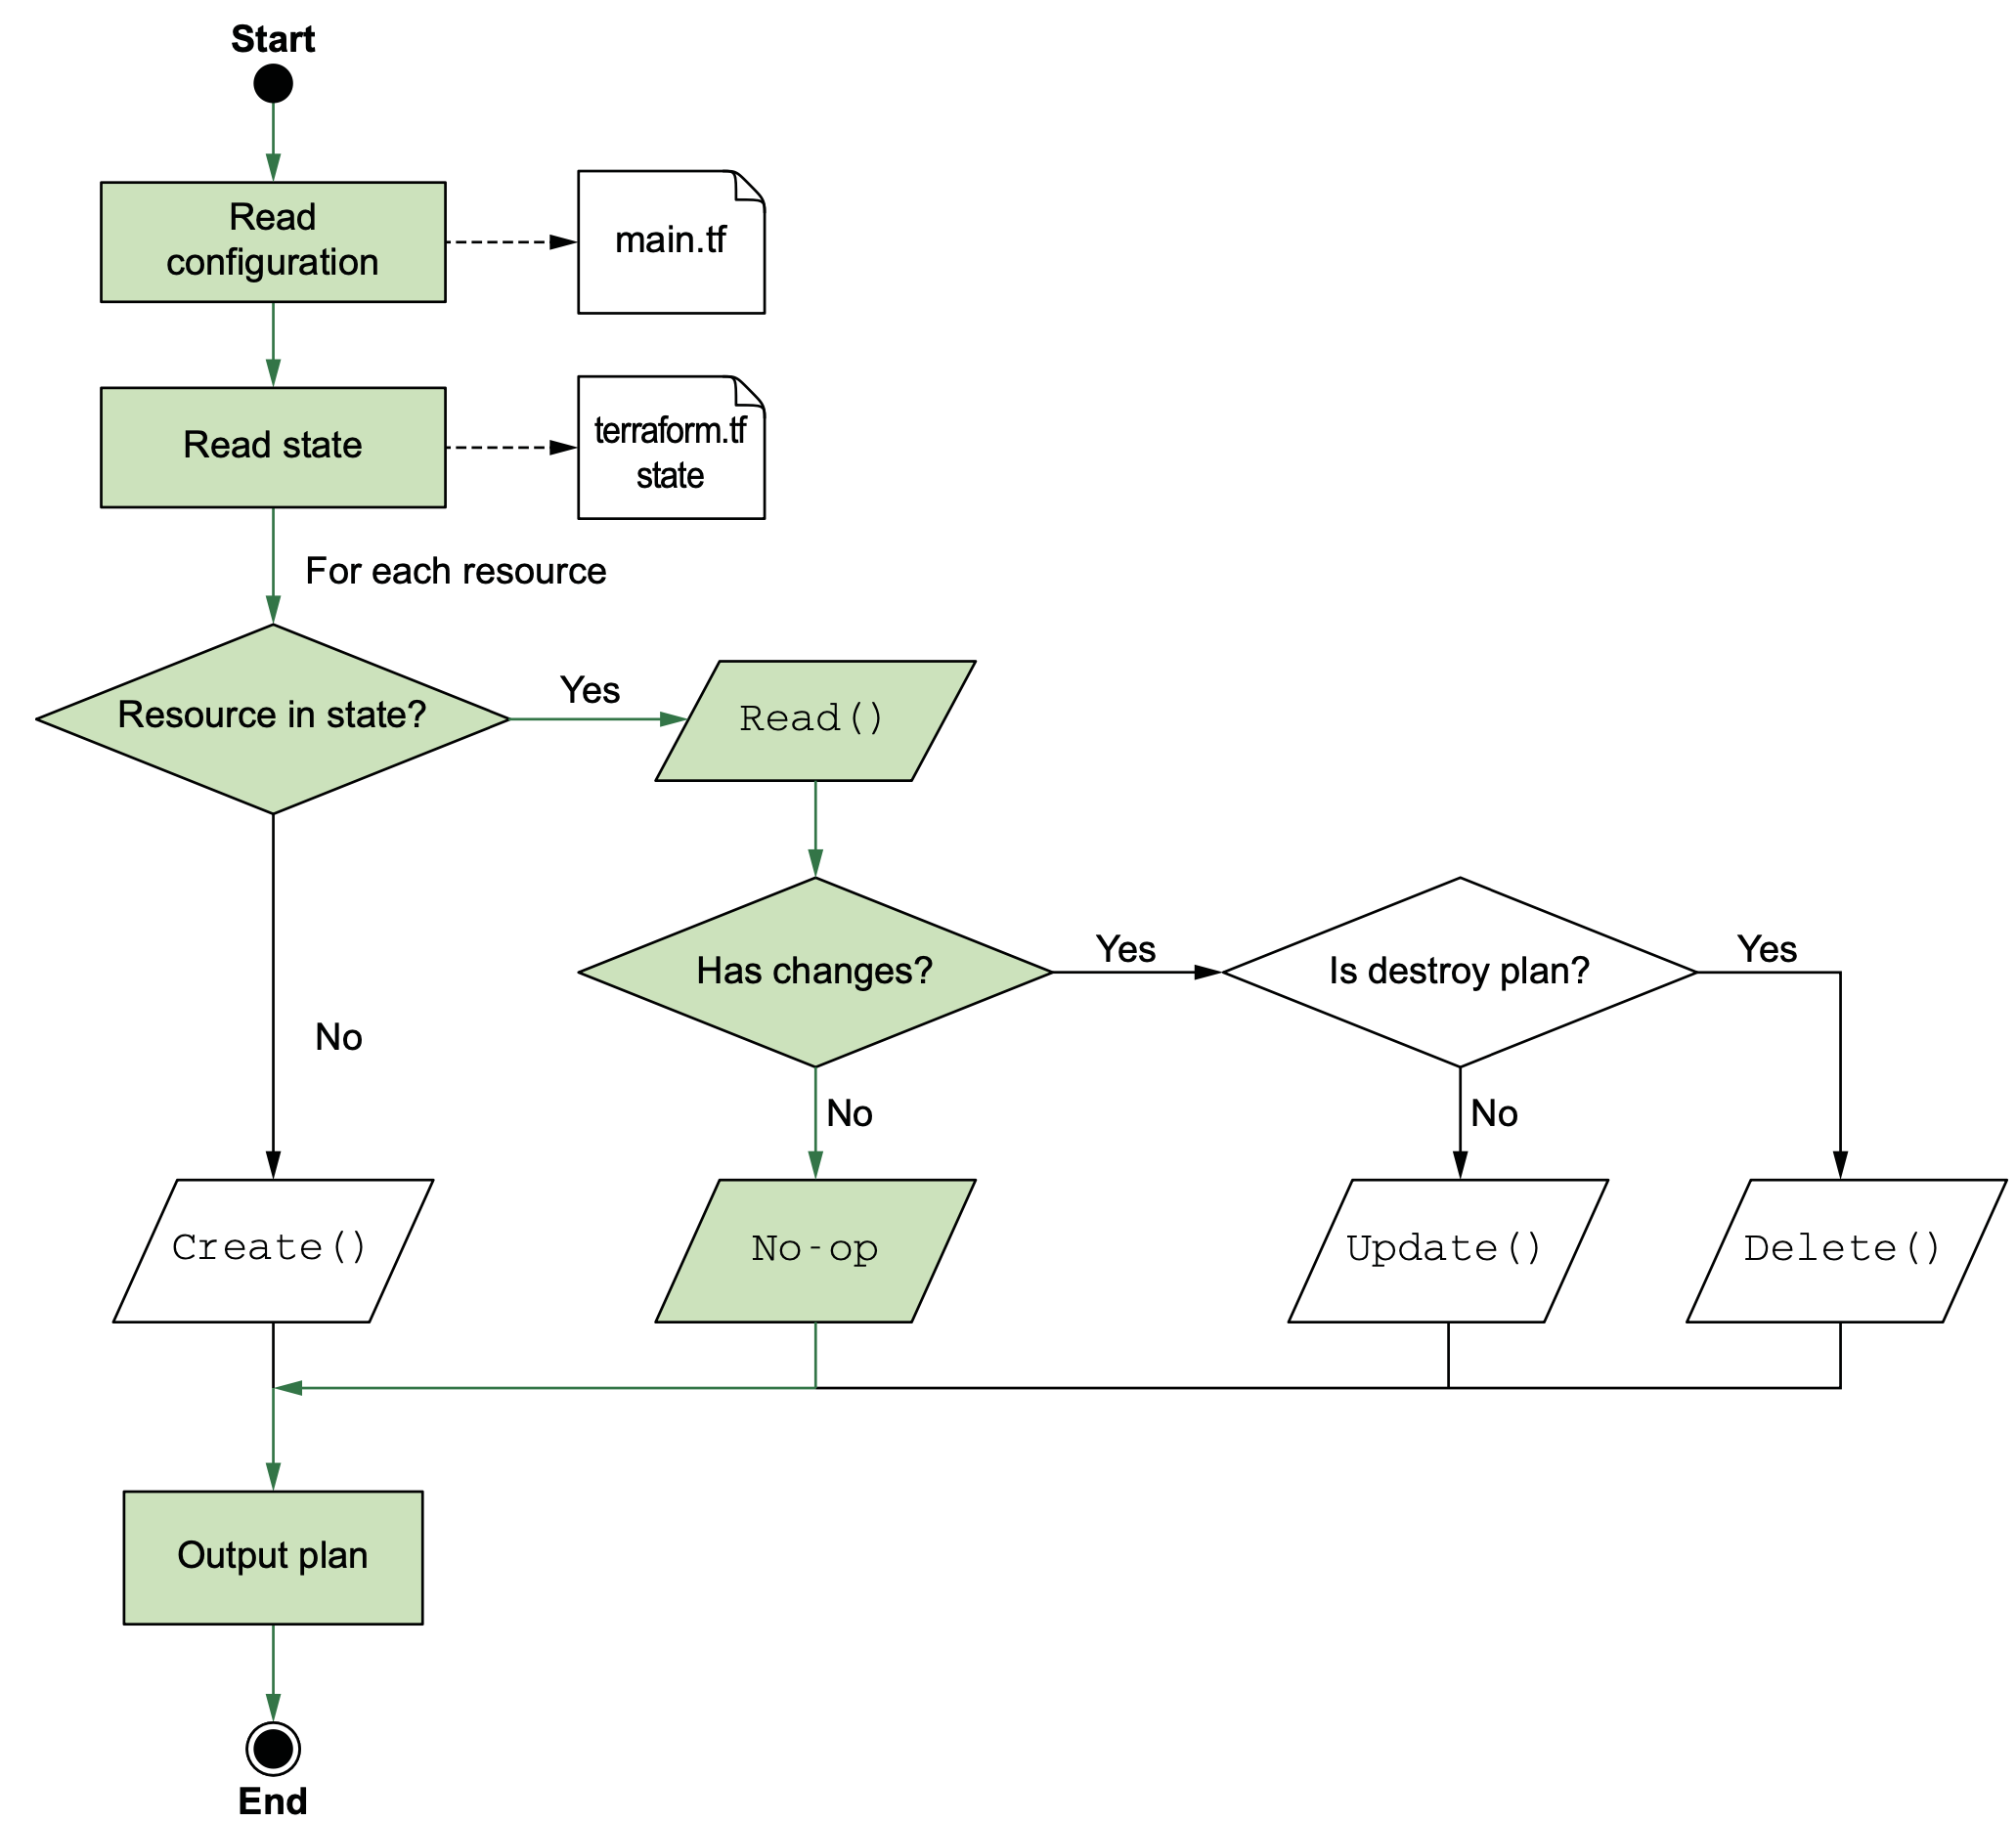 Start
Read
configuration
main.tf
Read state
terraform.tf
state
For each resource
Resource in state?
Yes
Read()
Has changes?
Yes
Is destroy plan?
Yes
No
No
No
Create()
No-op
Update()
Delete()
Output plan
End